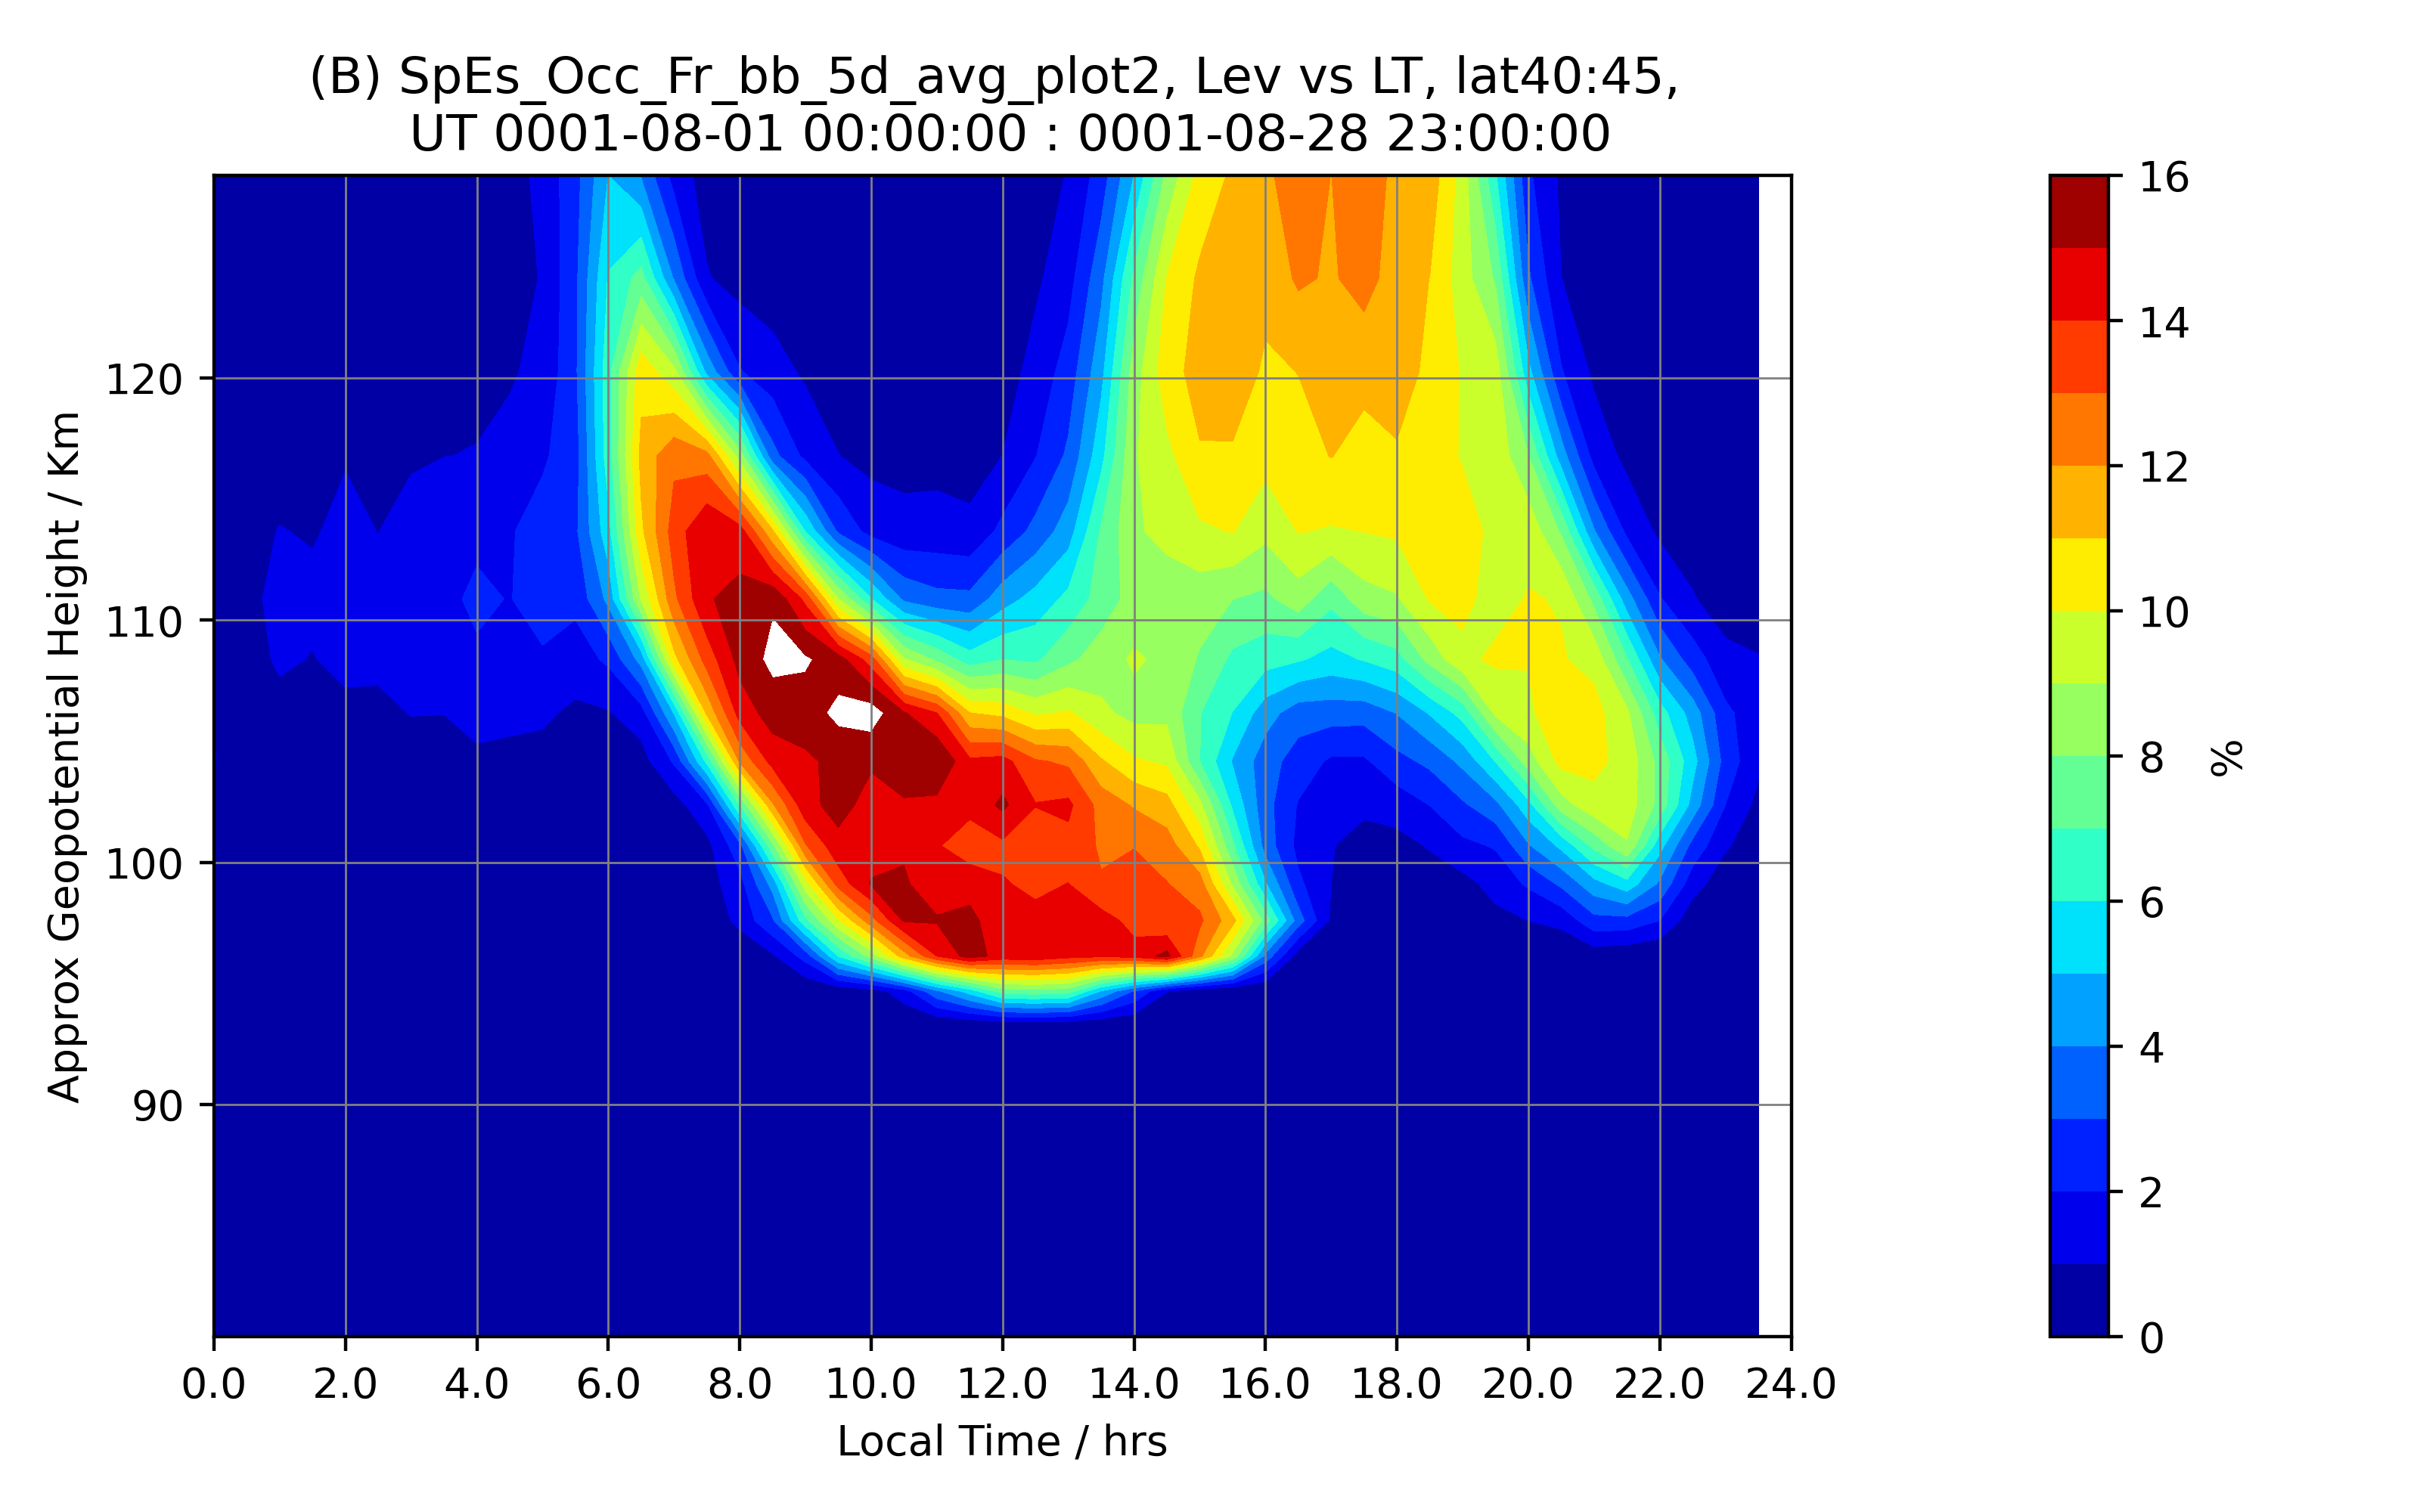 (B) SpEs_Occ_Fr_bb_5d_avg_plot2, Lev vs LT, lat40:45,
UT 0001-08-01 00:00:00 : 0001-08-28 23:00:00
Approx Geopotential Height / Km
120
110
100
90
0.0 2.0 4.0 6.0 8.0 10.0 12.0 14.0 16.0 18.0 20.0 22.0 24.0
Local Time / hrs
16
14
12
10
8
6
4
2
0
%